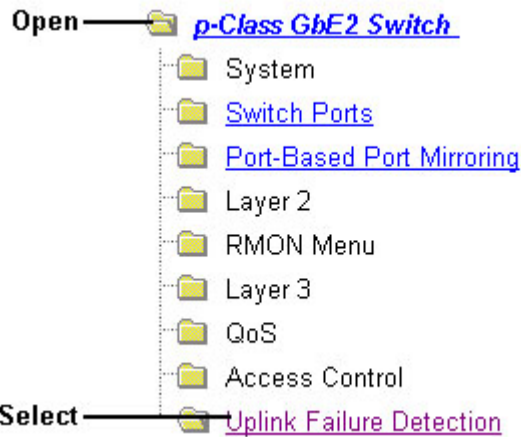 Open p-Class GbE2 Switch
System
Switch Ports
Port-Based Port Mirroring
Layer 2
RMON Menu
Layer 3
QoS
Access Control
Select Uplink Failure Detection